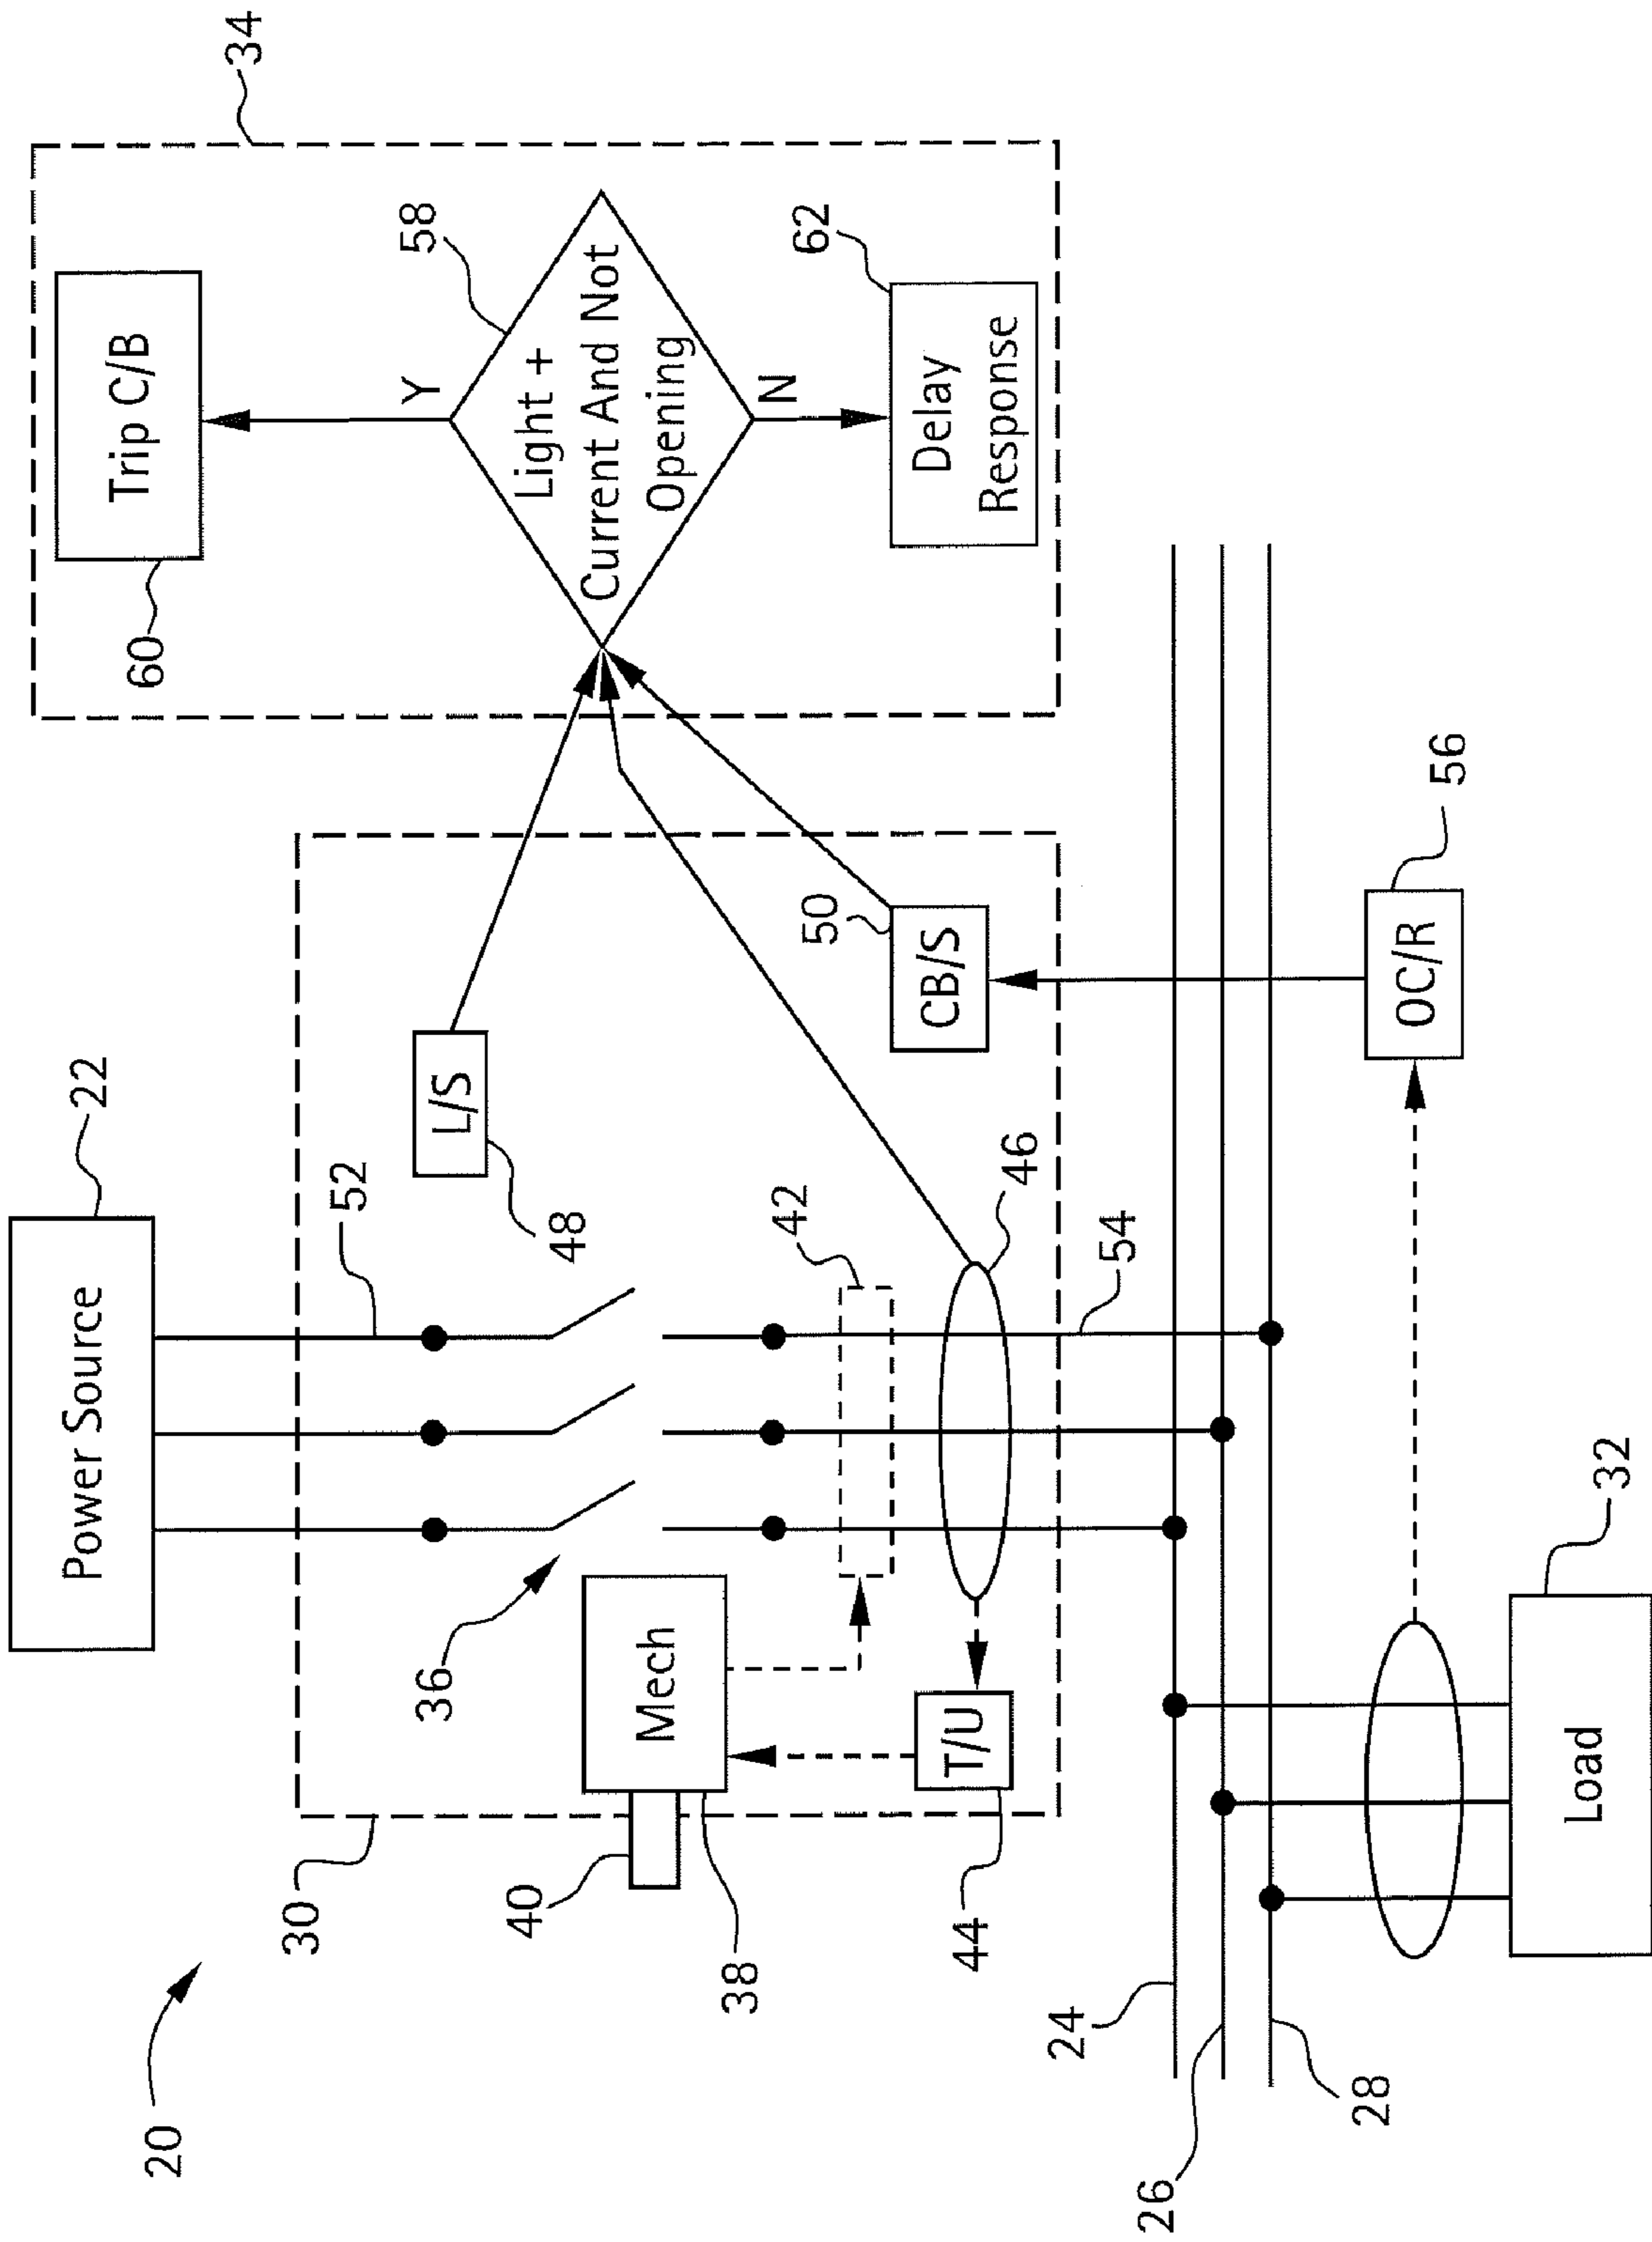 20
Power Source
22
30
52
L/S
48
36
Mech
40
38
42
T/U
44
46
54
CB/S
50
34
Trip C/B
60
Y
58
Light +
Current And Not
Opening
N
62
Delay
Response
24
26
28
OC/R
56
Load
32